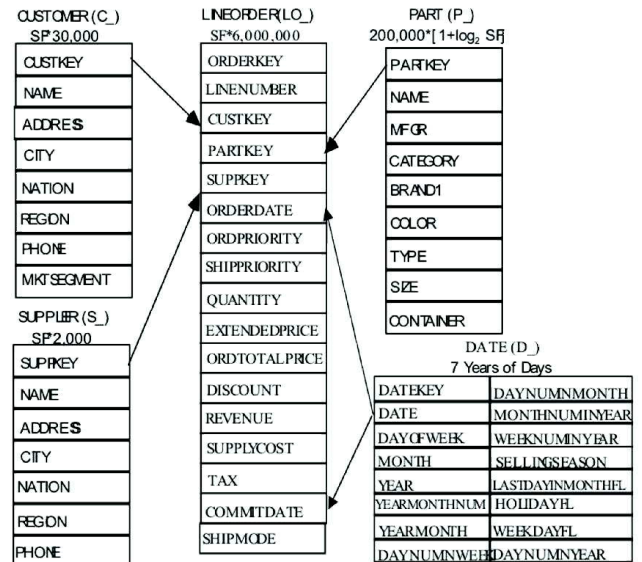 CUSTOMER (C_)
SF*30,000
CUSTKEY
NAME
ADDRESS
CITY
NATION
REGION
PHONE
MKTSEGMENT
SUPPLIER (S_)
SF*2,000
SUPPKEY
NAME
ADDRESS
CITY
NATION
REGION
PHONE
LINEORDER(LO_)
SF*6,000,000
ORDERKEY
LINENUMBER
CUSTKEY
PARTKEY
SUPPKEY
ORDERDATE
ORDPRIORITY
SHIPPRIORITY
QUANTITY
EXTENDEDPRICE
ORDTOTALPRICE
DISCOUNT
REVENUE
SUPPLYCOST
TAX
COMMITDATE
SHIPMODE
PART (P_)
200,000*[1+log₂ SF]
PARTKEY
NAME
MFGR
CATEGORY
BRAND1
COLOR
TYPE
SIZE
CONTAINER
DATE (D_)
7 Years of Days
DATEKEY DAYNUMNMONTH
DATE MONTHNUMINYEAR
DAYOFWEEK WEEKNUMINYEAR
MONTH SELLINGSEASON
YEAR LASTDAYINMONTHFL
YEARMONTHNUM HOLIDAYFL
YEARMONTH WEEKDAYFL
DAYNUMNWEEK DAYNUMNYEAR